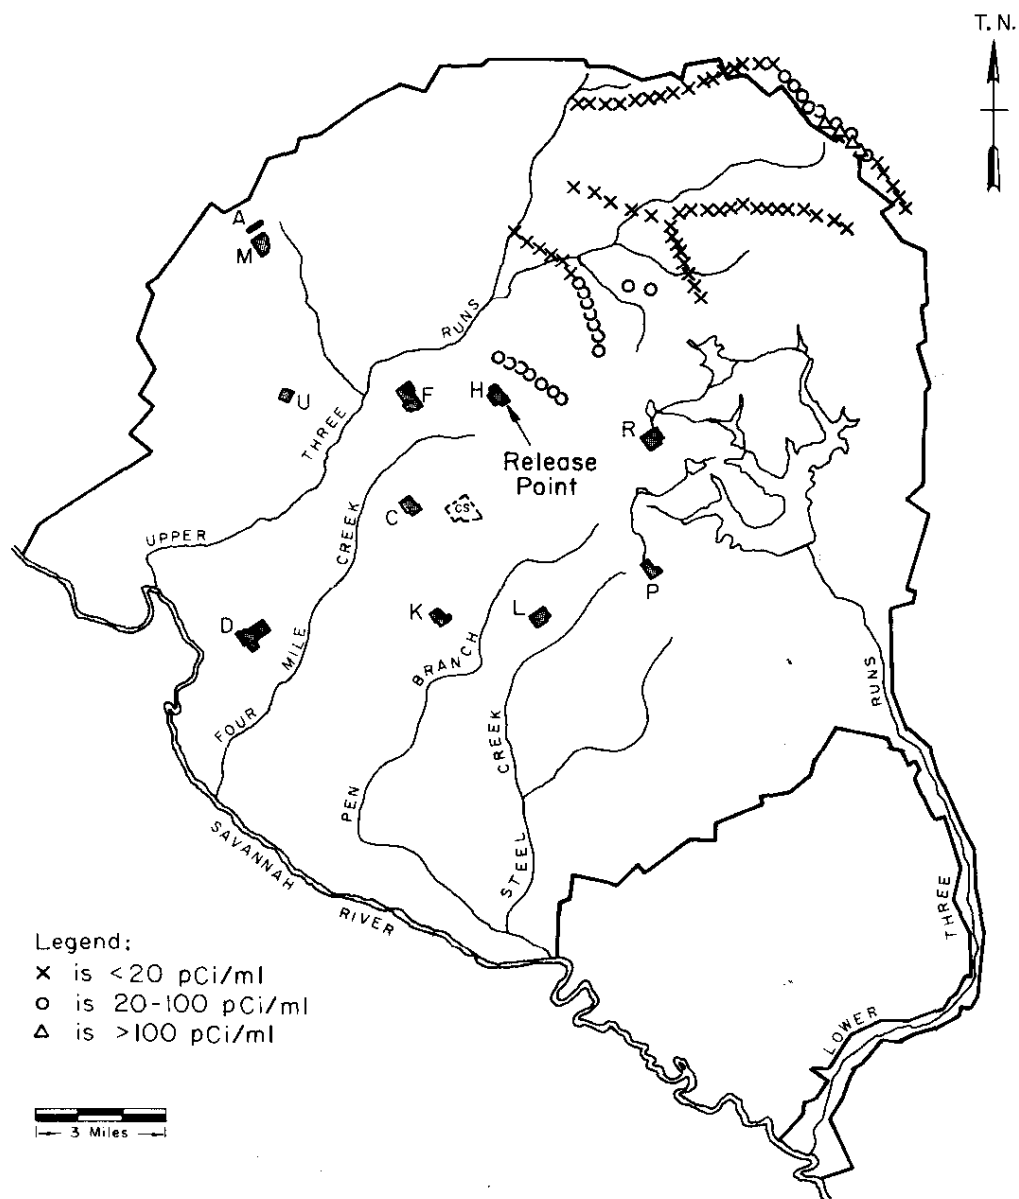 T. N.
A
M
RUNS
U
F
H
THREE
R
Release
Point
C
CS
CREEK
UPPER
P
K
L
D
BRANCH
MILE
RUNS
FOUR
CREEK
PEN
SAVANNAH
STEEL
THREE
RIVER
Legend:
x is <20 pCi/ml
o is 20-100 pCi/ml
△ is >100 pCi/ml
LOWER
3 Miles